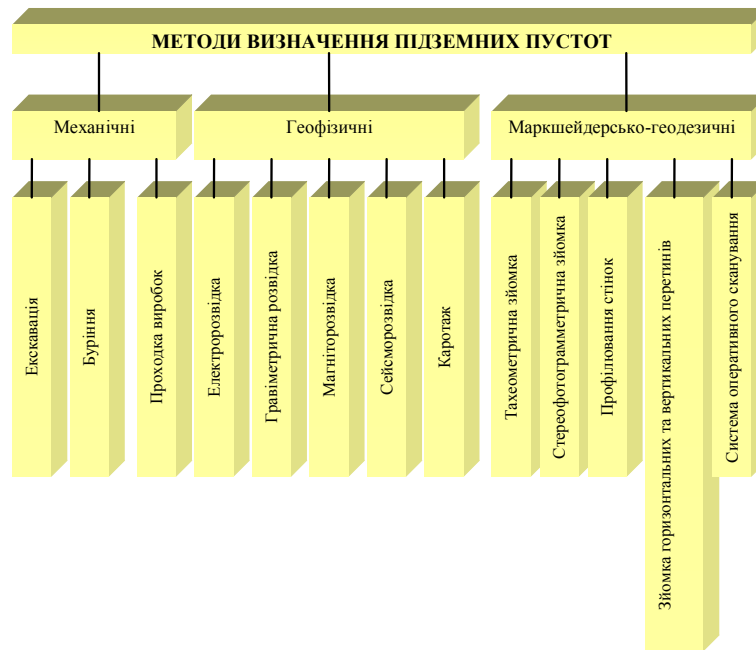 МЕТОДИ ВИЗНАЧЕННЯ ПІДЗЕМНИХ ПУСТОТ
Механічні
Геофізичні
Маркшейдерсько-геодезичні
Екскавація
Буріння
Проходка виробок
Електророзвідка
Гравіметрична розвідка
Магніторозвідка
Сейсморозвідка
Каротаж
Тахеометрична зйомка
Стереофотограмметрична зйомка
Профілювання стінок
Зйомка горизонтальних та вертикальних перетинів
Система оперативного сканування